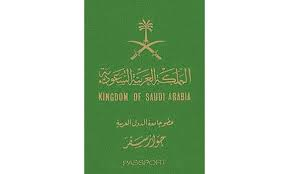 المملكة العربية السعودية
KINGDOM OF SAUDI ARABIA
عضو جامعة الدول العربية
جواز سفر
PASSPORT